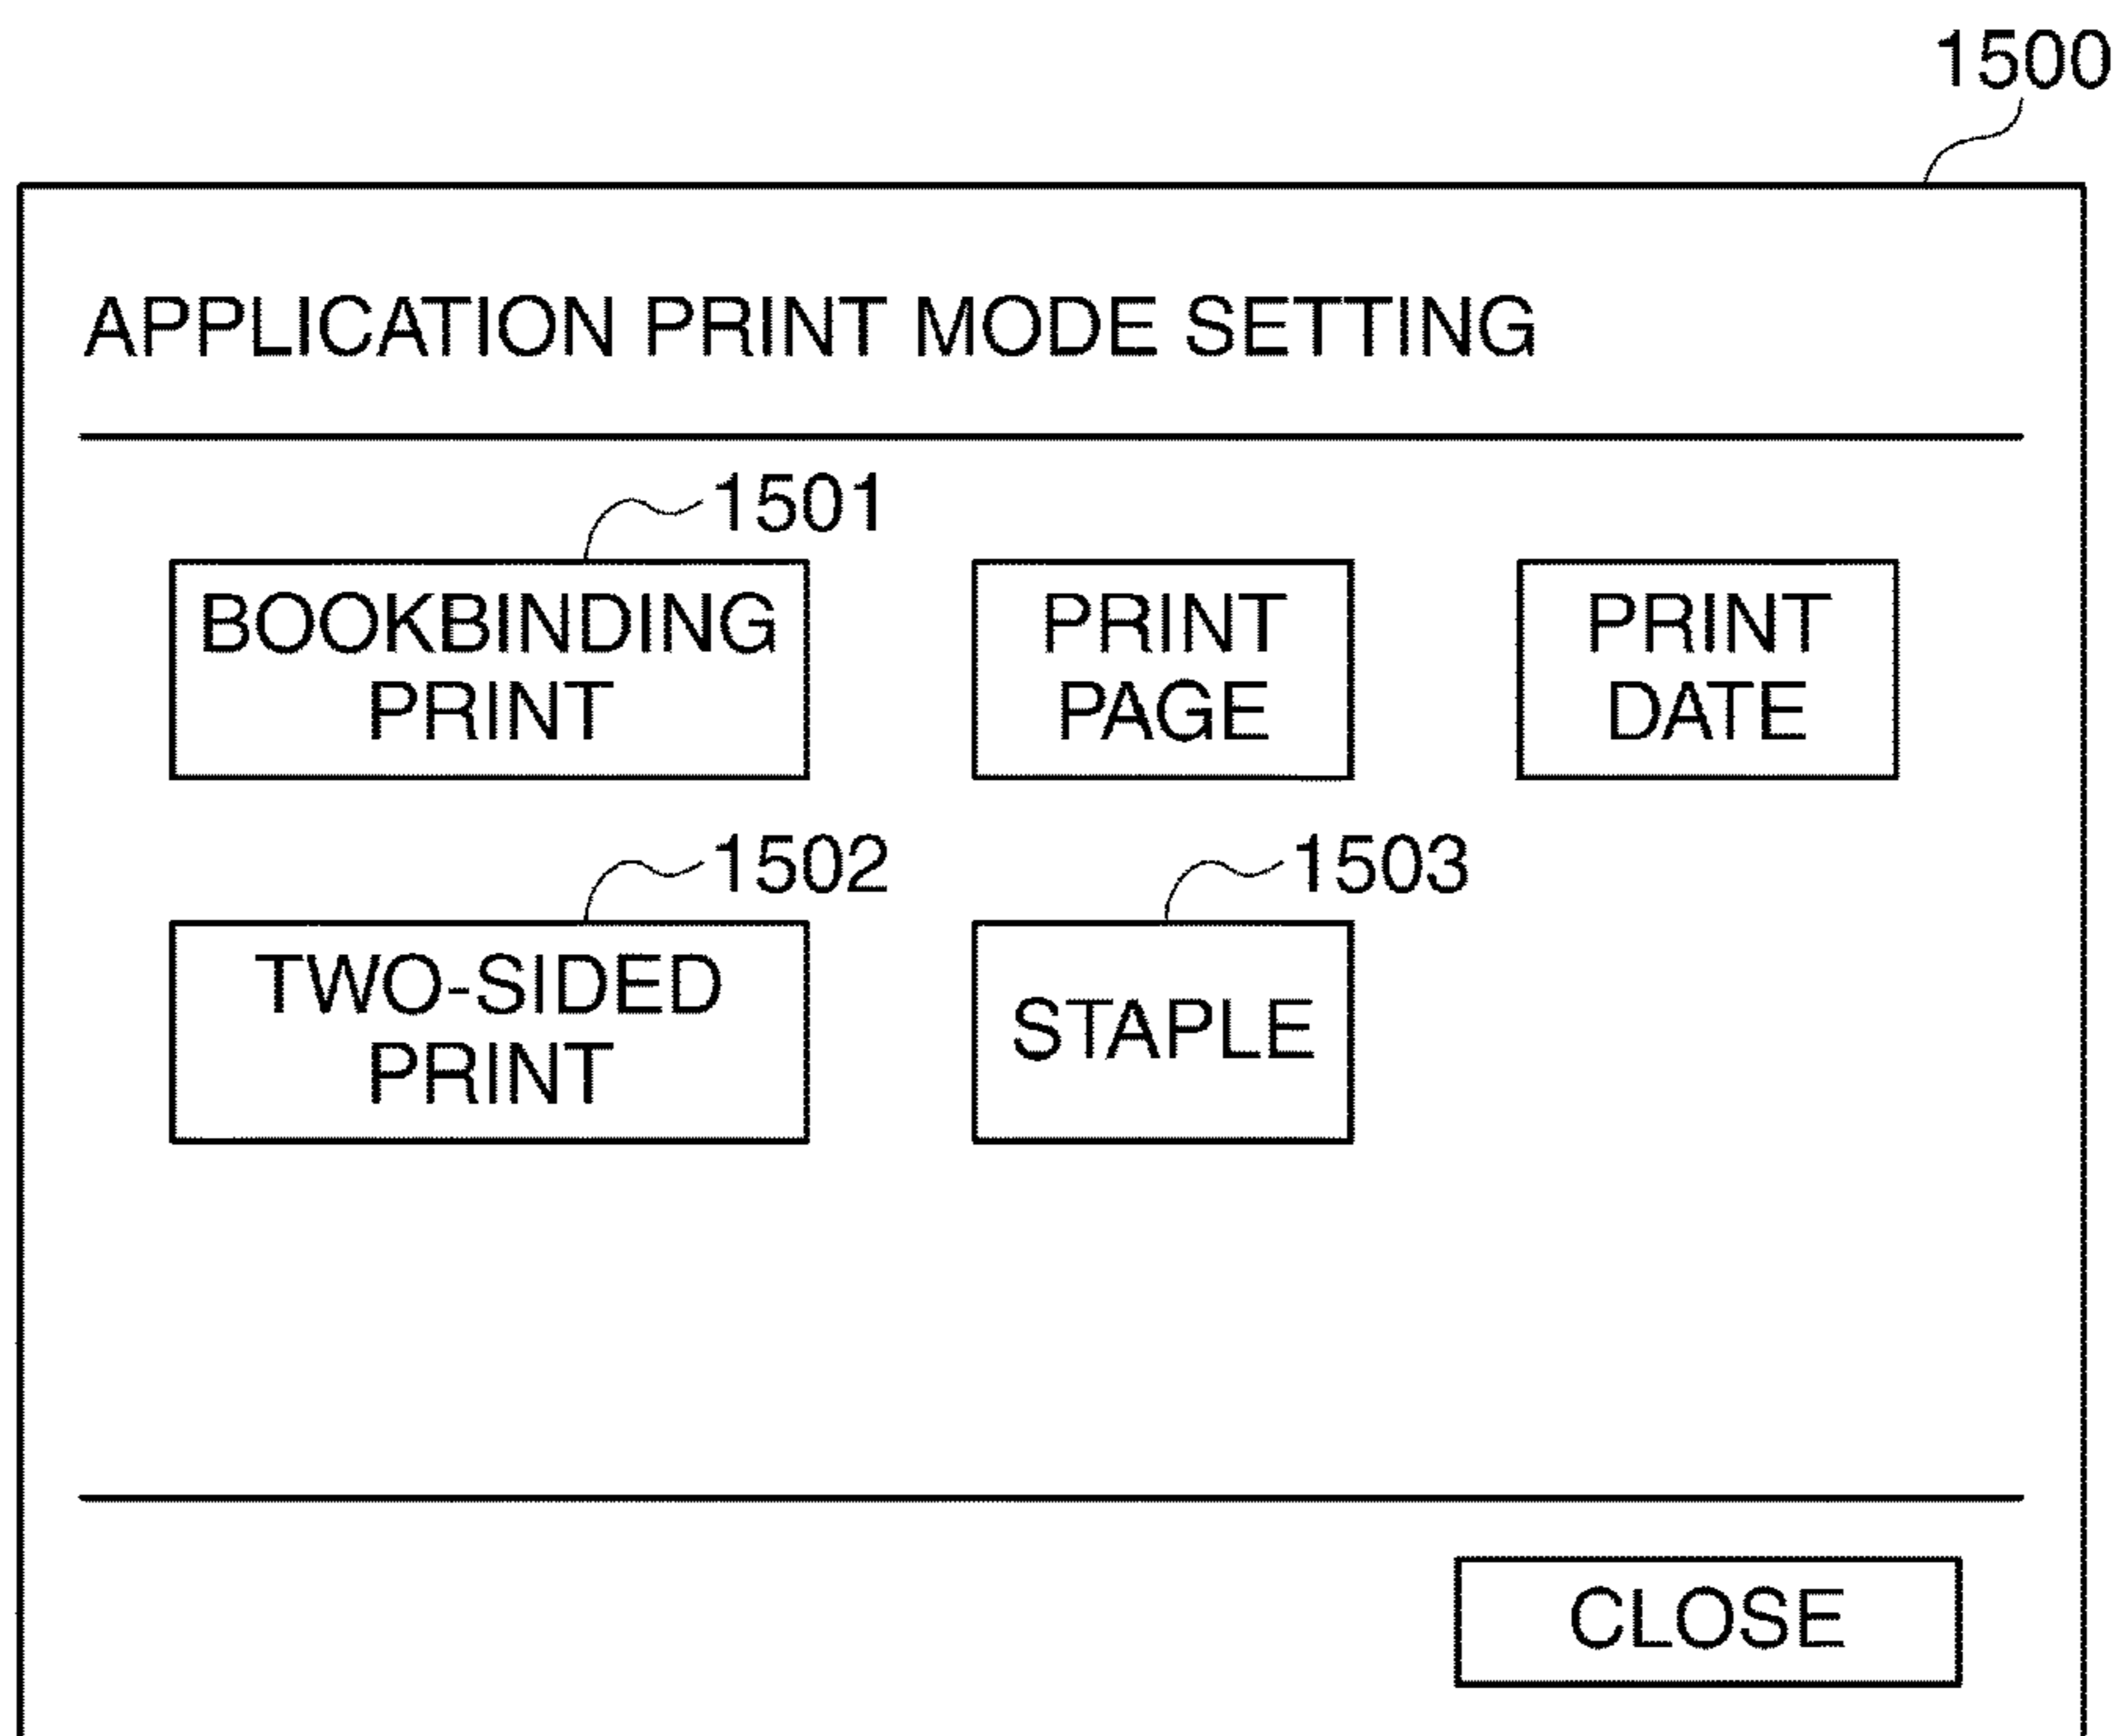 1500
APPLICATION PRINT MODE SETTING
1501
BOOKBINDING
PRINT
PRINT
PAGE
PRINT
DATE
1502
1503
TWO-SIDED
PRINT
STAPLE
CLOSE